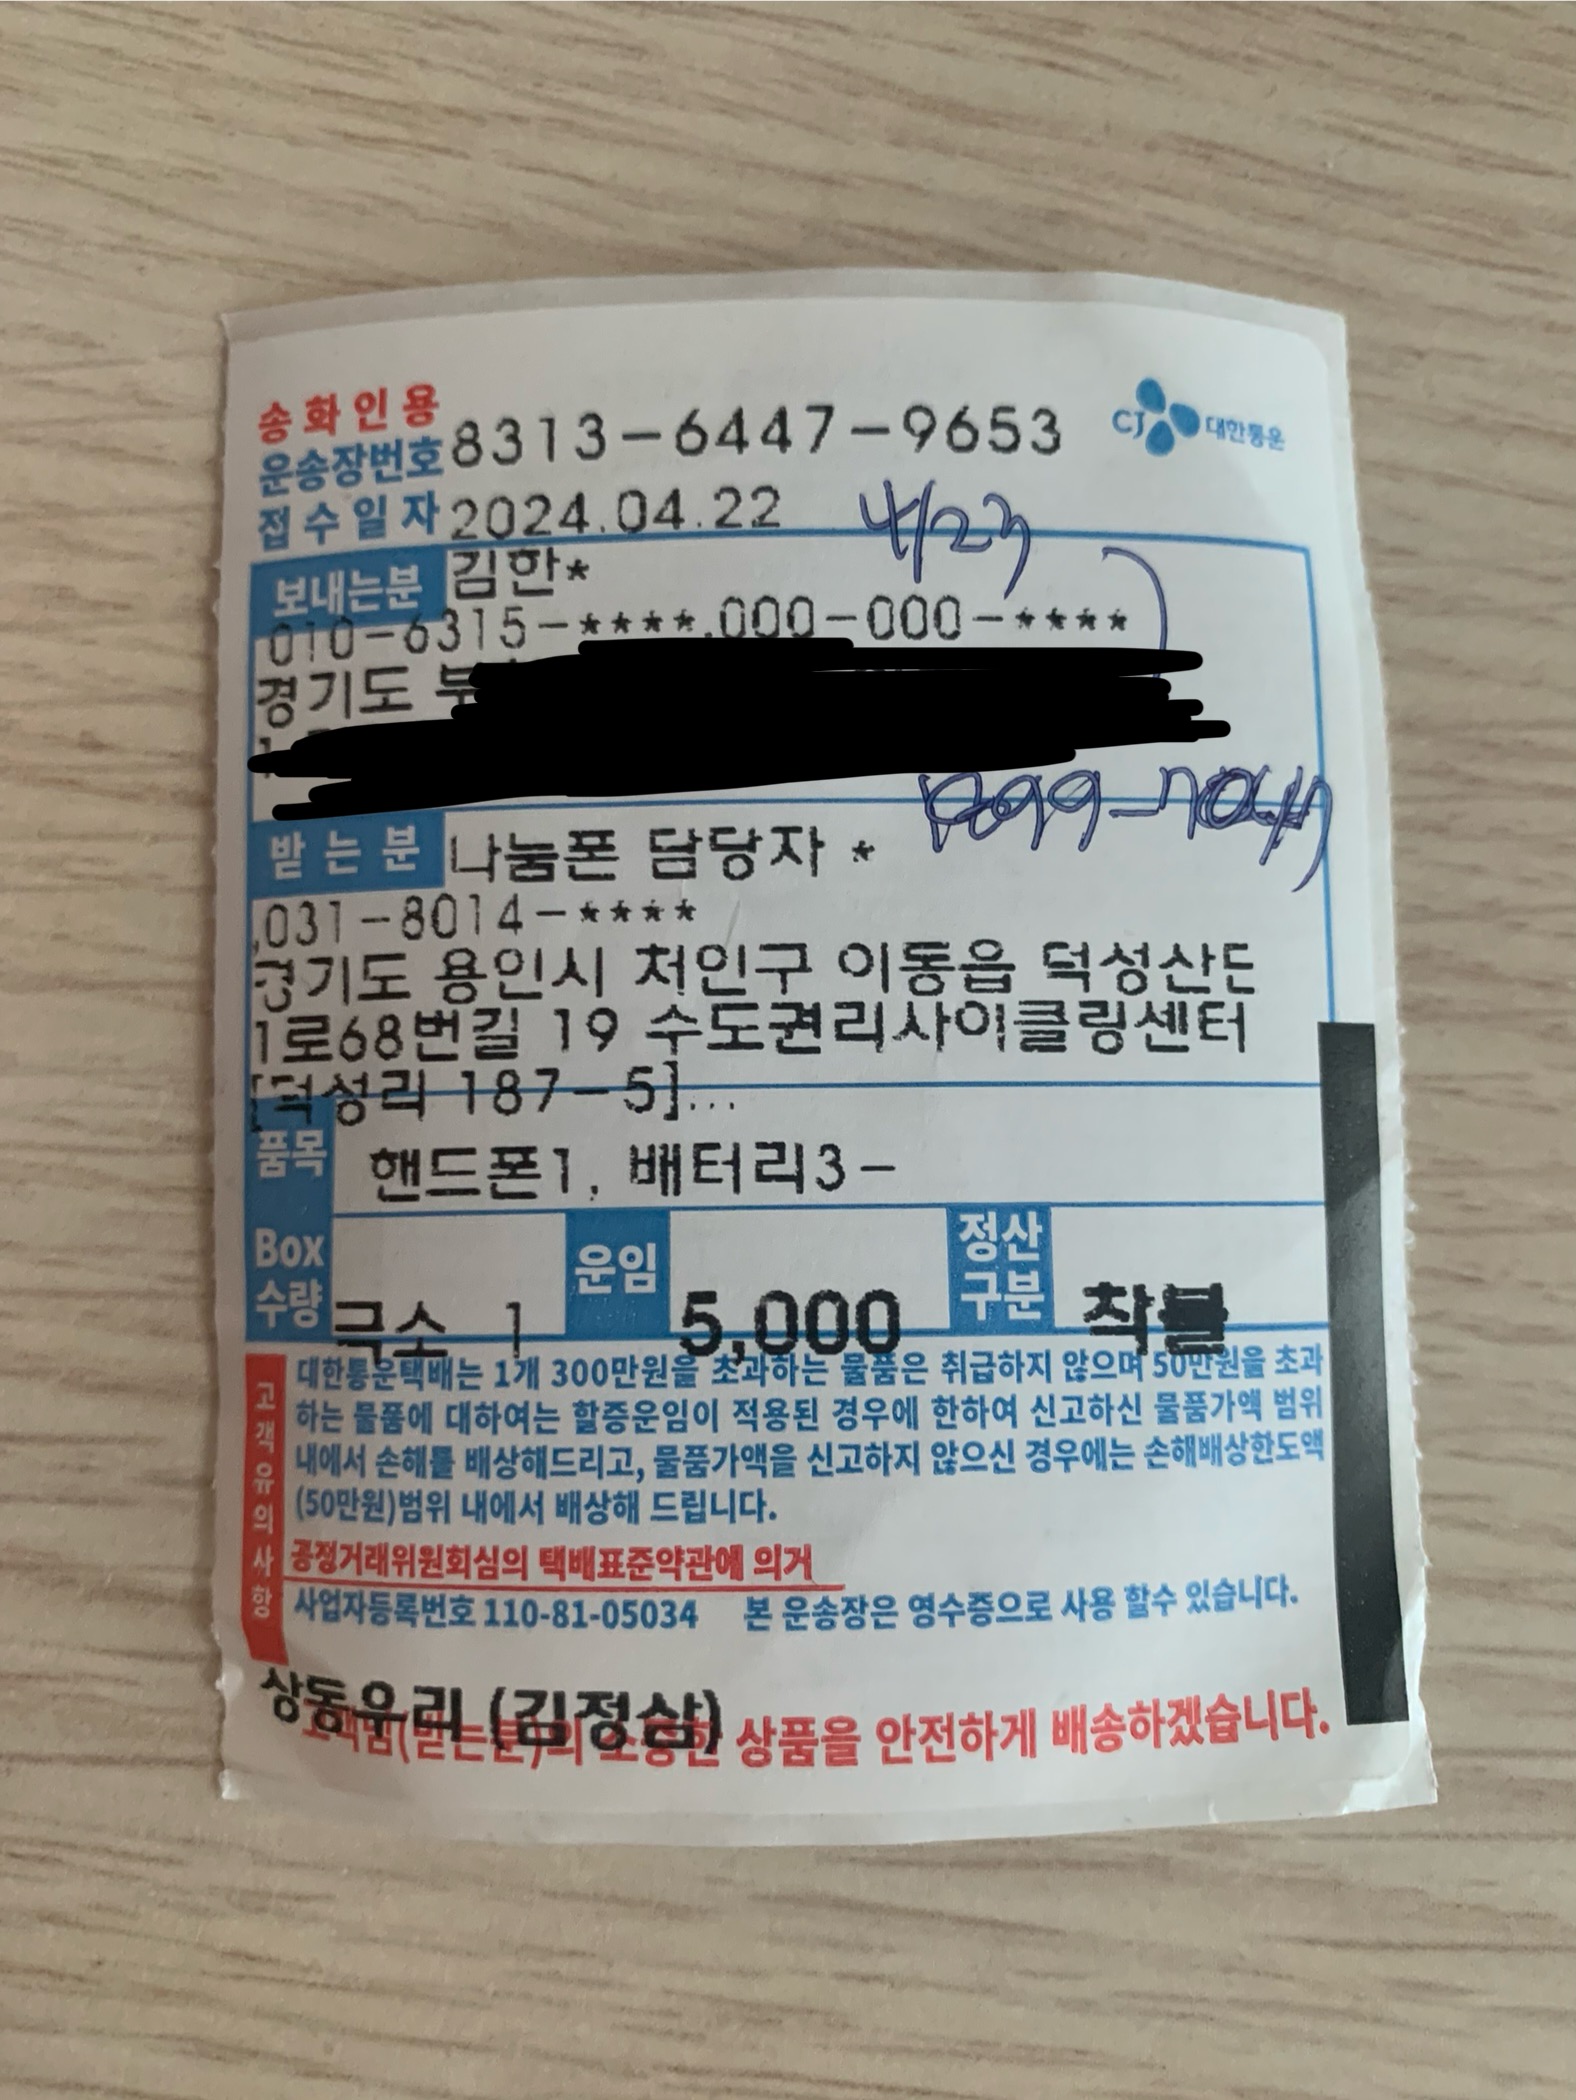 송화인용
운송장번호 8313-6447-9653 CJ 대한통운
접수일자 2024.04.22 4/23
보내는분 김한*
010-6315-****.000-000-****
경기도
받는분 나눔폰 담당자 *
,031-8014-****
경기도 용인시 처인구 이동읍 덕성산단
1로68번길 19 수도권리사이클링센터
[덕성리 187-5]...
품목 핸드폰1, 배터리3-
Box 수량 극소 1 운임 5,000 정산구분 착불
고객유의사항
대한통운택배는 1개 300만원을 초과하는 물품은 취급하지 않으며 50만원을 초과
하는 물품에 대하여는 할증운임이 적용된 경우에 한하여 신고하신 물품가액 범위
내에서 손해를 배상해드리고, 물품가액을 신고하지 않으신 경우에는 손해배상한도액
(50만원)범위 내에서 배상해 드립니다.
공정거래위원회심의 택배표준약관에 의거
사업자등록번호 110-81-05034 본 운송장은 영수증으로 사용 할수 있습니다.
상동우리 (김정삼)
상품을 안전하게 배송하겠습니다.